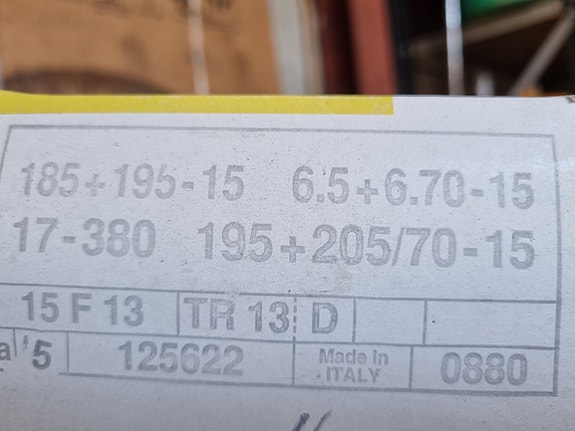 185+195-15 6.5+6.70-15
17-380 195+205/70-15
15 F 13 TR 13 D
'5 125622 Made in ITALY 0880